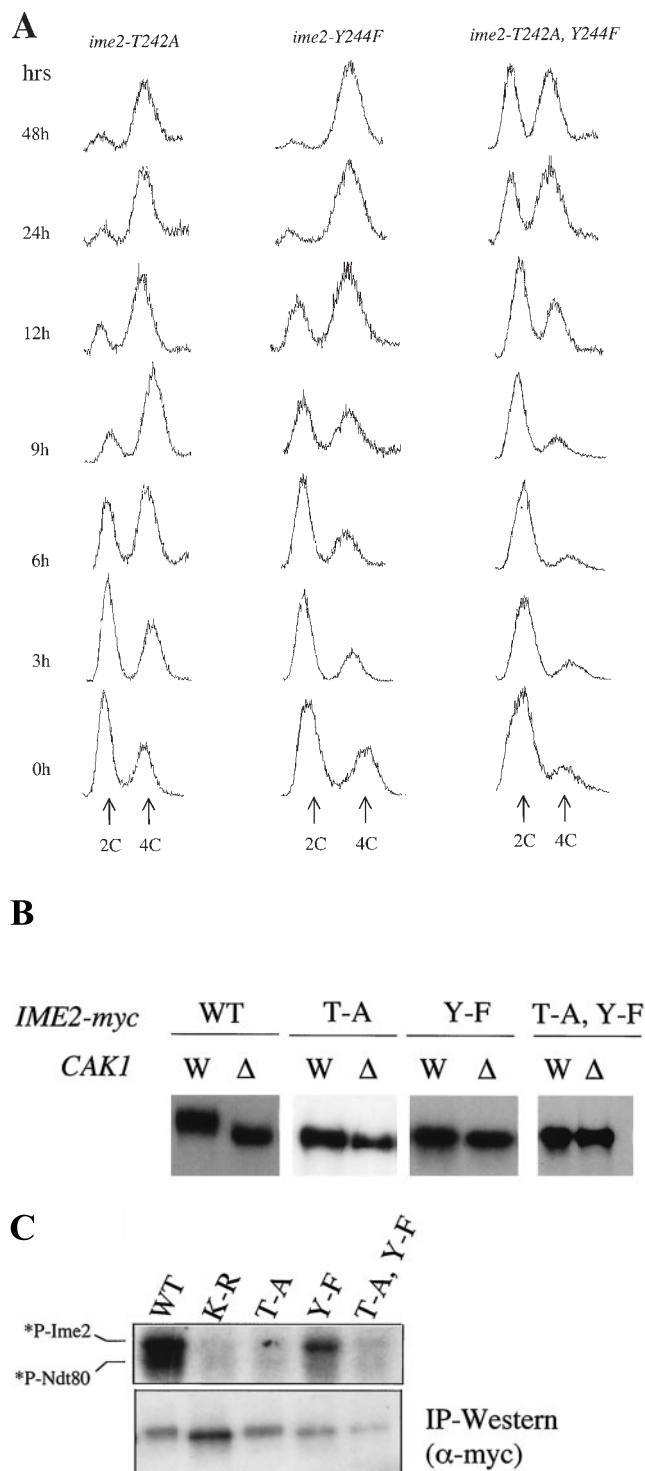 A
ime2-T242A ime2-Y244F ime2-T242A, Y244F
hrs
48h
24h
12h
9h
6h
3h
0h
2C 4C 2C 4C 2C 4C
B
IME2-myc WT T-A Y-F T-A, Y-F
CAK1 W Δ W Δ W Δ W Δ
C
WT K-R T-A Y-F T-A, Y-F
*P-Ime2
*P-Ndt80
IP-Western
(α-myc)